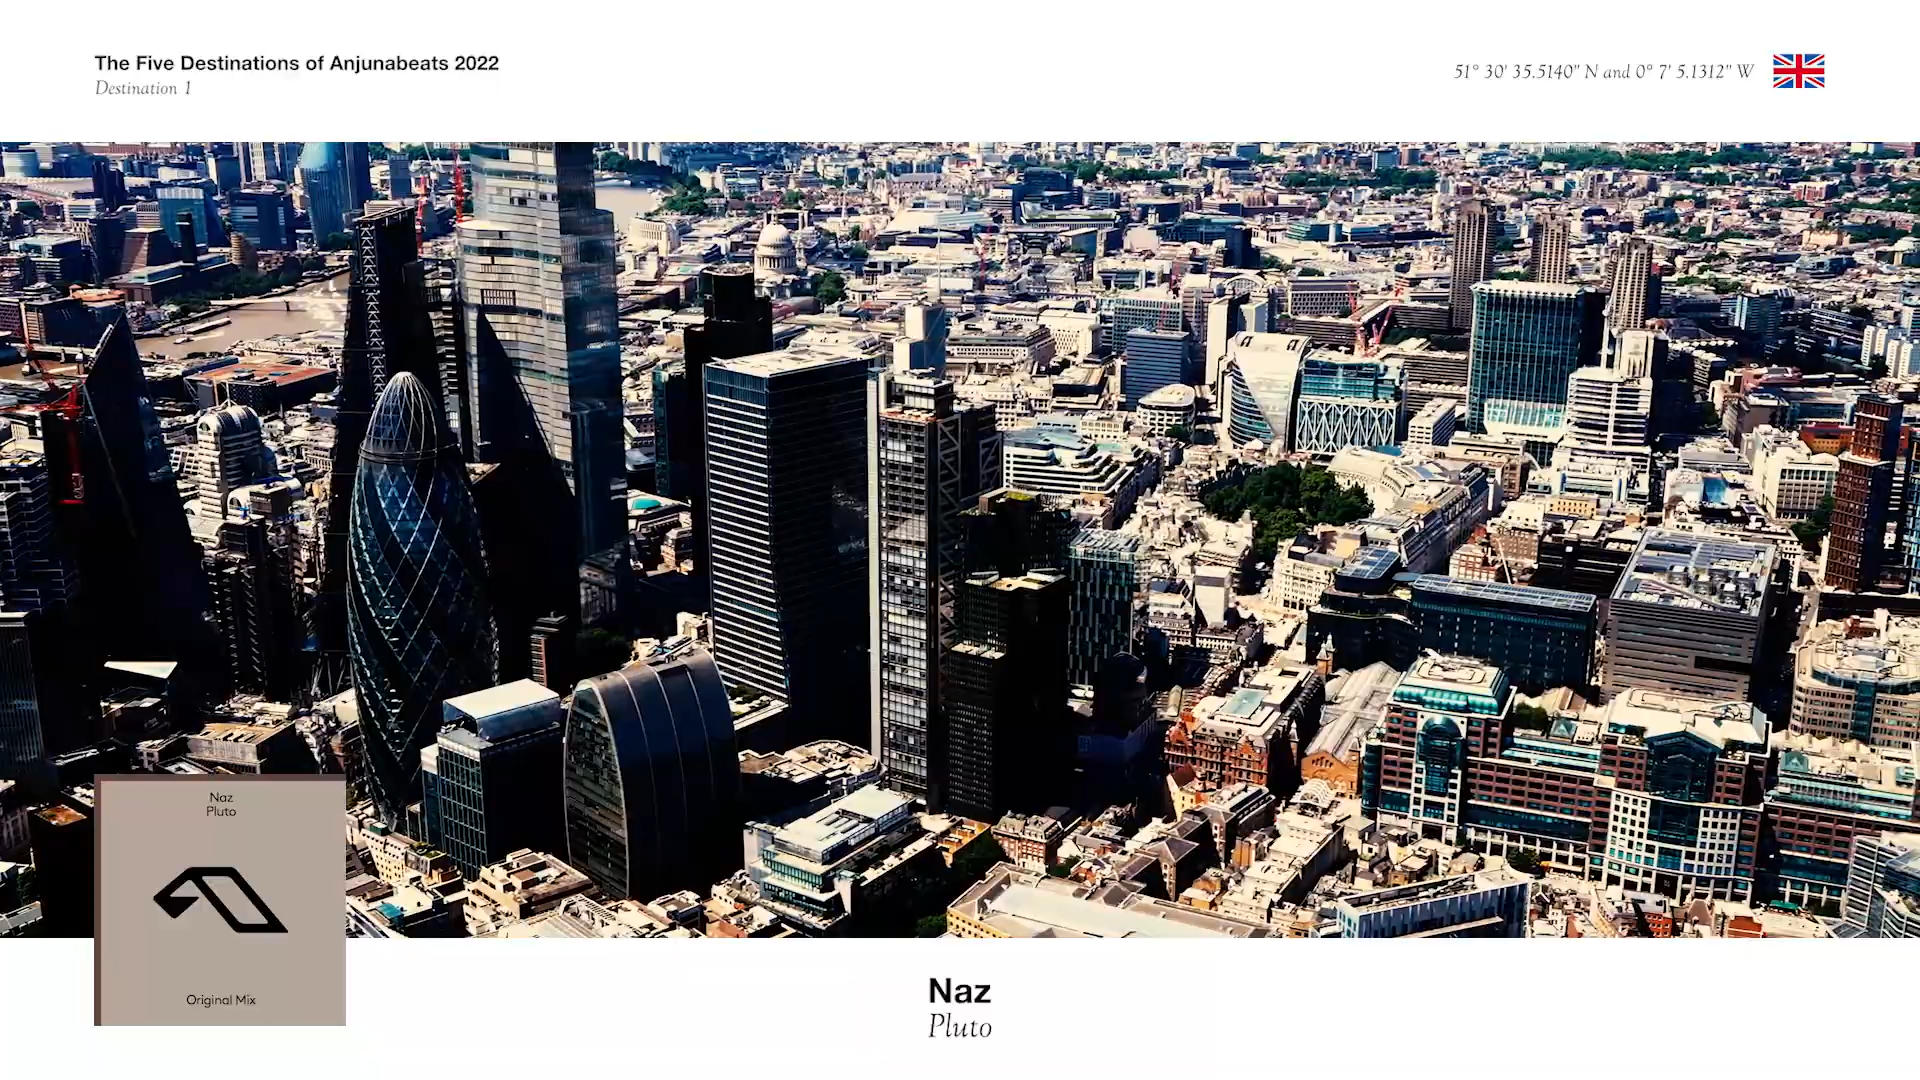 The Five Destinations of Anjunabeats 2022
Destination 1
51° 30' 35.5140" N and 0° 7' 5.1312" W
Naz
Pluto
Original Mix
Naz
Pluto